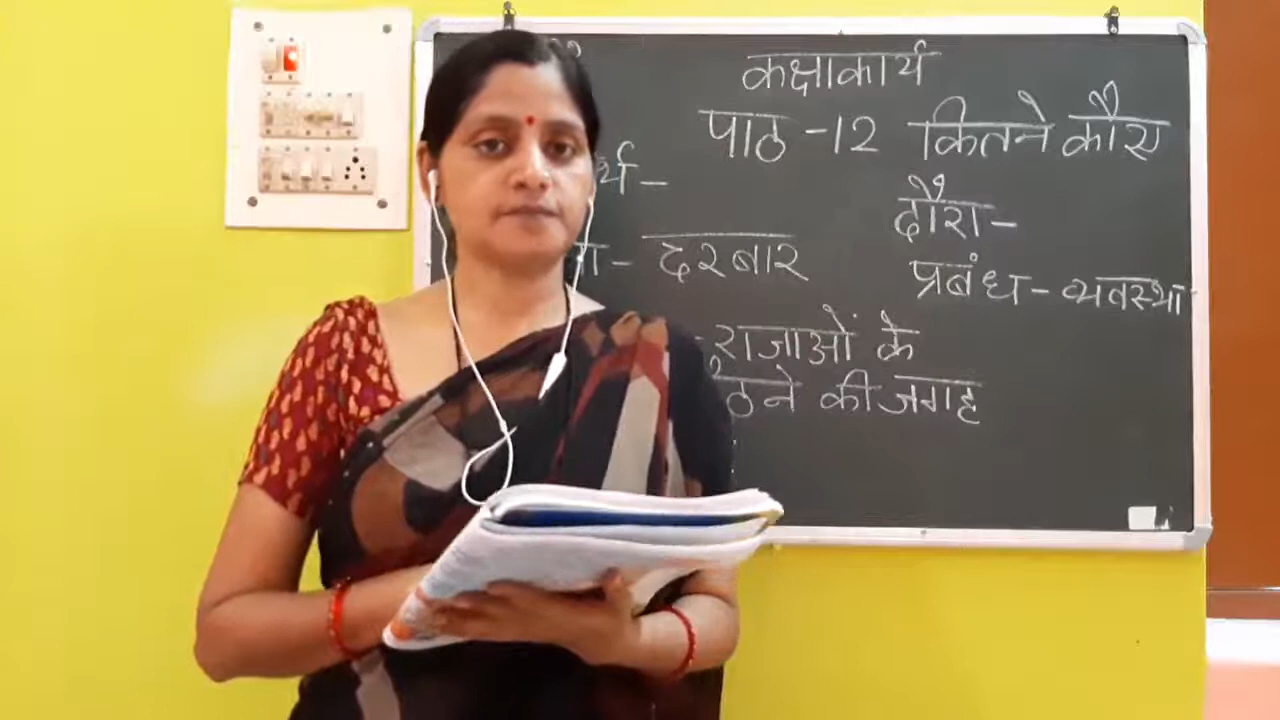 कक्षाकार्य
पाठ -12 कितने कौए
र्थ -
दौरा -
ा - दरबार
प्रबंध - व्यवस्था
- राजाओं के
ठने की जगह